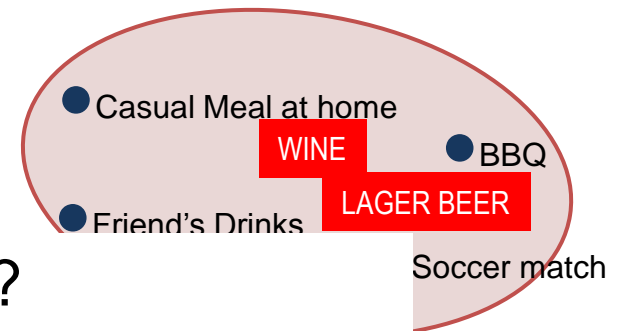 Casual Meal at home
WINE
BBQ
LAGER BEER
Friend's Drinks
Soccer match
?